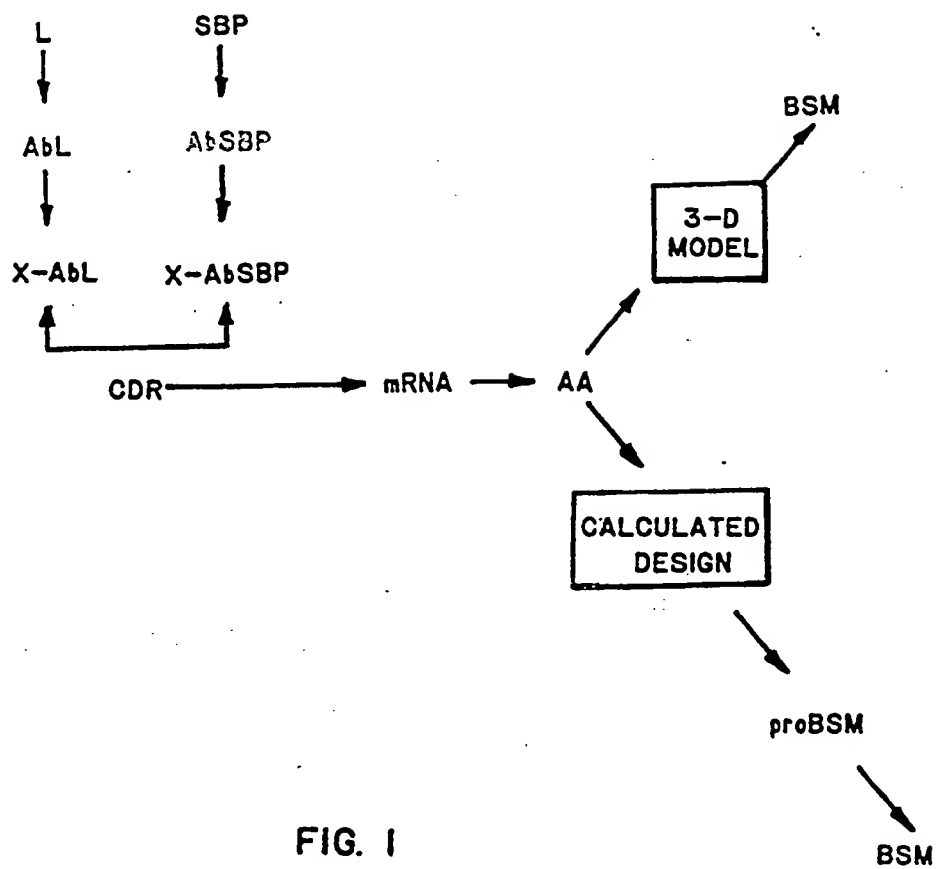 L
SBP
AbL
AbSBP
X-AbL
X-AbSBP
CDR
mRNA
AA
3-D
MODEL
BSM
CALCULATED
DESIGN
proBSM
BSM
FIG. 1